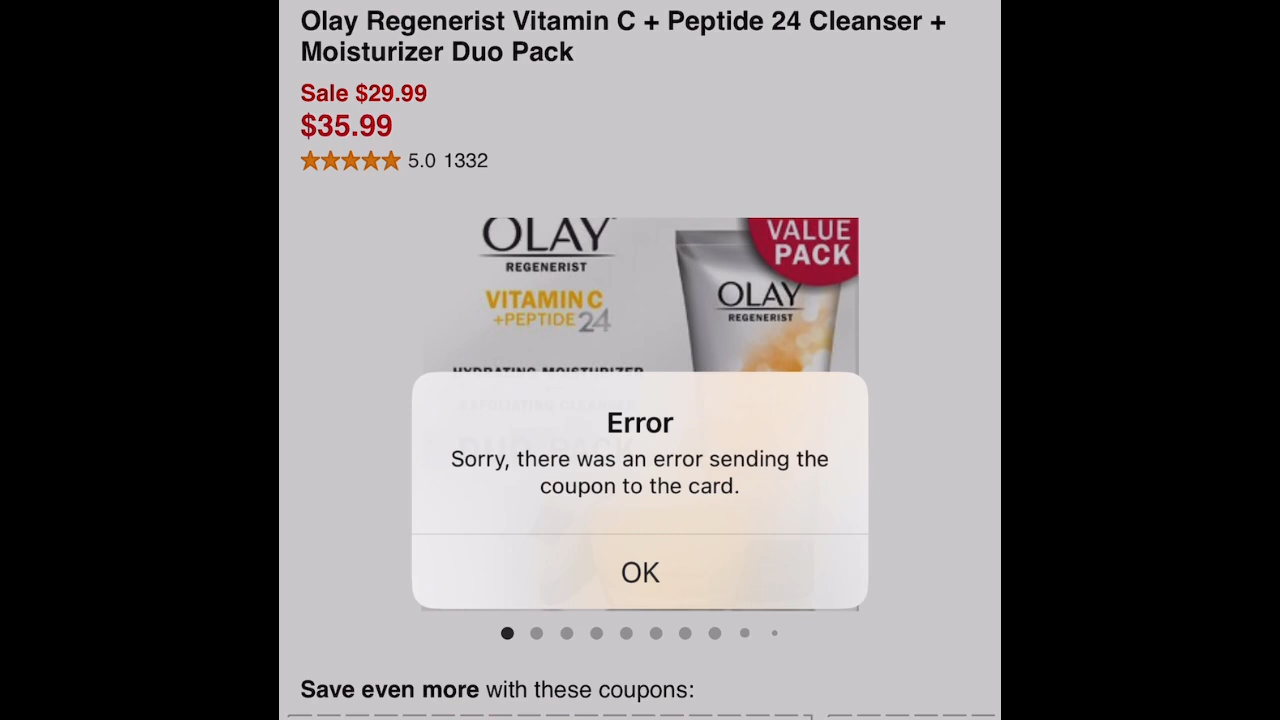 Olay Regenerist Vitamin C + Peptide 24 Cleanser +
Moisturizer Duo Pack
Sale $29.99
$35.99
5.0 1332
OLAY
REGENERIST
VITAMIN C
+PEPTIDE 24
HYDRATING MOISTURIZER
VALUE
PACK
OLAY
REGENERIST
Error
Sorry, there was an error sending the
coupon to the card.
OK
Save even more with these coupons: